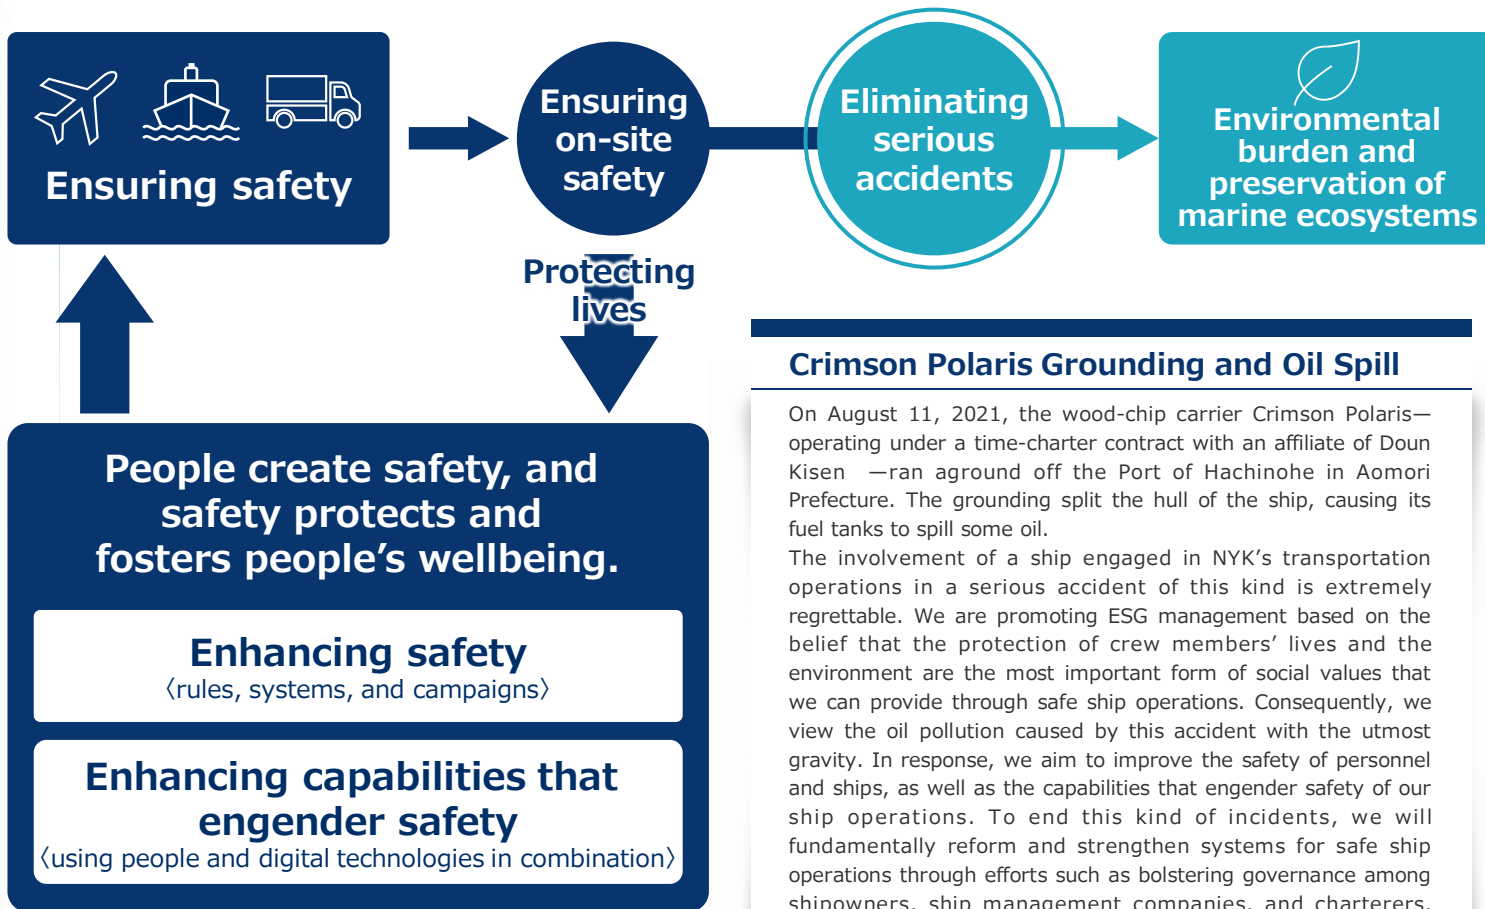 Ensuring safety
Ensuring
on-site
safety
Eliminating
serious
accidents
Environmental
burden and
preservation of
marine ecosystems
Protecting
lives
People create safety, and
safety protects and
fosters people’s wellbeing.
Enhancing safety
〈rules, systems, and campaigns〉
Enhancing capabilities that
engender safety
〈using people and digital technologies in combination〉
Crimson Polaris Grounding and Oil Spill
On August 11, 2021, the wood-chip carrier Crimson Polaris—
operating under a time-charter contract with an affiliate of Doun
Kisen —ran aground off the Port of Hachinohe in Aomori
Prefecture. The grounding split the hull of the ship, causing its
fuel tanks to spill some oil.
The involvement of a ship engaged in NYK’s transportation
operations in a serious accident of this kind is extremely
regrettable. We are promoting ESG management based on the
belief that the protection of crew members’ lives and the
environment are the most important form of social values that
we can provide through safe ship operations. Consequently, we
view the oil pollution caused by this accident with the utmost
gravity. In response, we aim to improve the safety of personnel
and ships, as well as the capabilities that engender safety of our
ship operations. To end this kind of incidents, we will
fundamentally reform and strengthen systems for safe ship
operations through efforts such as bolstering governance among
shipowners, ship management companies, and charterers.